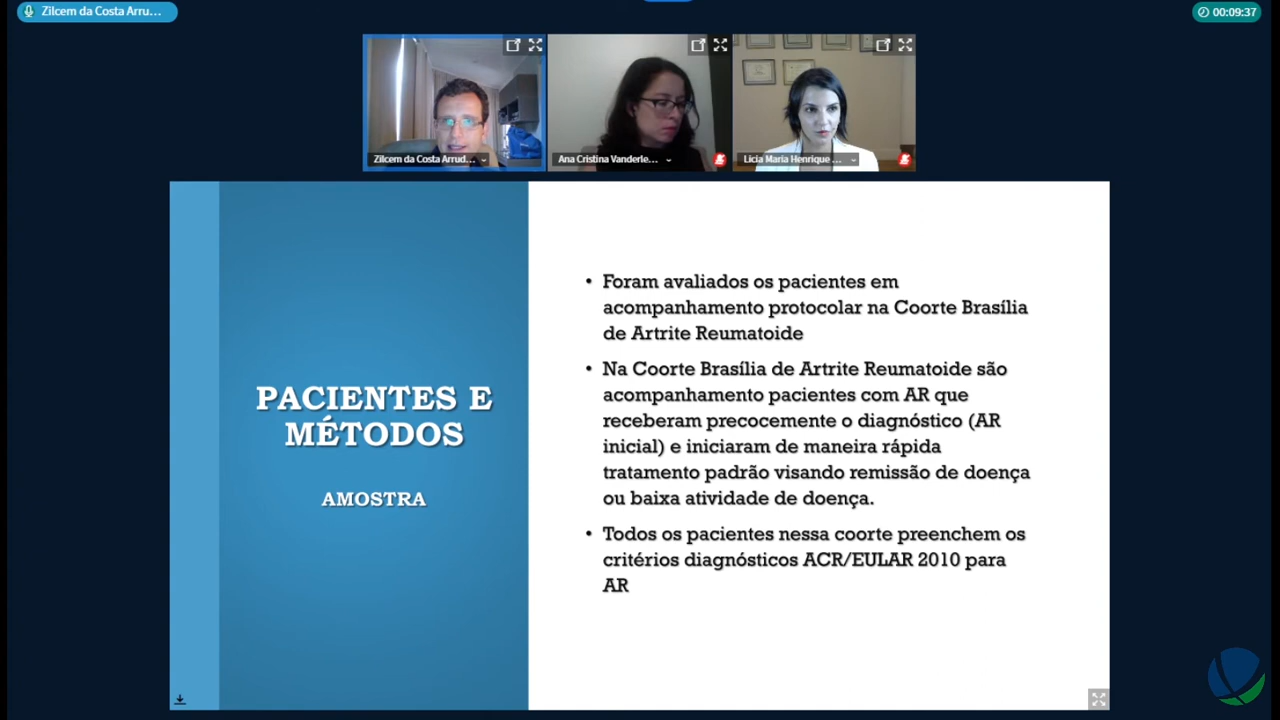 Zilcem da Costa Arru...
00:09:37
Zilcem da Costa Arrud...
Ana Cristina Vanderle...
Licia Maria Henrique ...
PACIENTES E
MÉTODOS
AMOSTRA
• Foram avaliados os pacientes em
acompanhamento protocolar na Coorte Brasília
de Artrite Reumatoide
• Na Coorte Brasília de Artrite Reumatoide são
acompanhamento pacientes com AR que
receberam precocemente o diagnóstico (AR
inicial) e iniciaram de maneira rápida
tratamento padrão visando remissão de doença
ou baixa atividade de doença.
• Todos os pacientes nessa coorte preenchem os
critérios diagnósticos ACR/EULAR 2010 para
AR